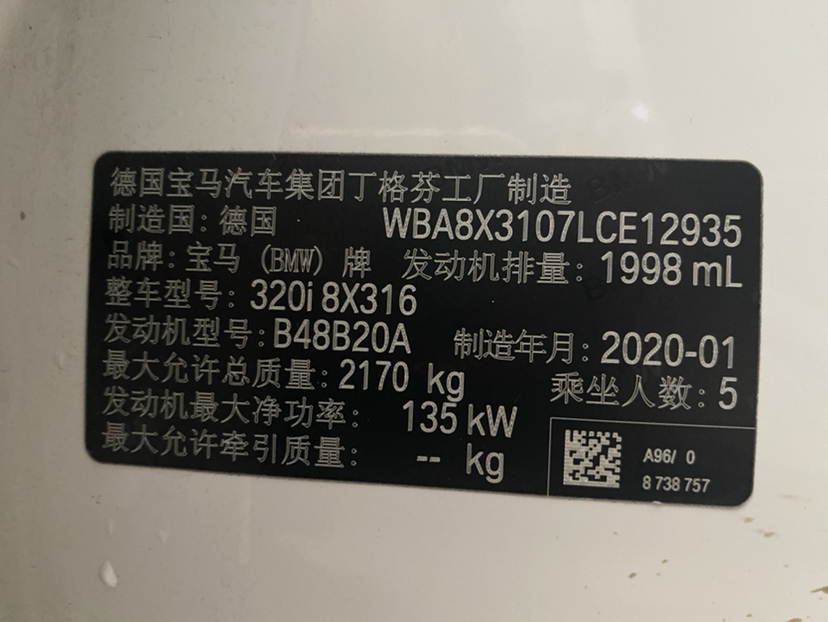 德国宝马汽车集团丁格芬工厂制造
制造国: 德国 WBA8X3107LCE12935
品牌: 宝马 (BMW) 牌 发动机排量: 1998 mL
整车型号: 320i 8X316
发动机型号: B48B20A 制造年月: 2020-01
最大允许总质量: 2170 kg 乘坐人数: 5
发动机最大净功率: 135 kW
最大允许牵引质量: -- kg
A96/ 0
8 738 757